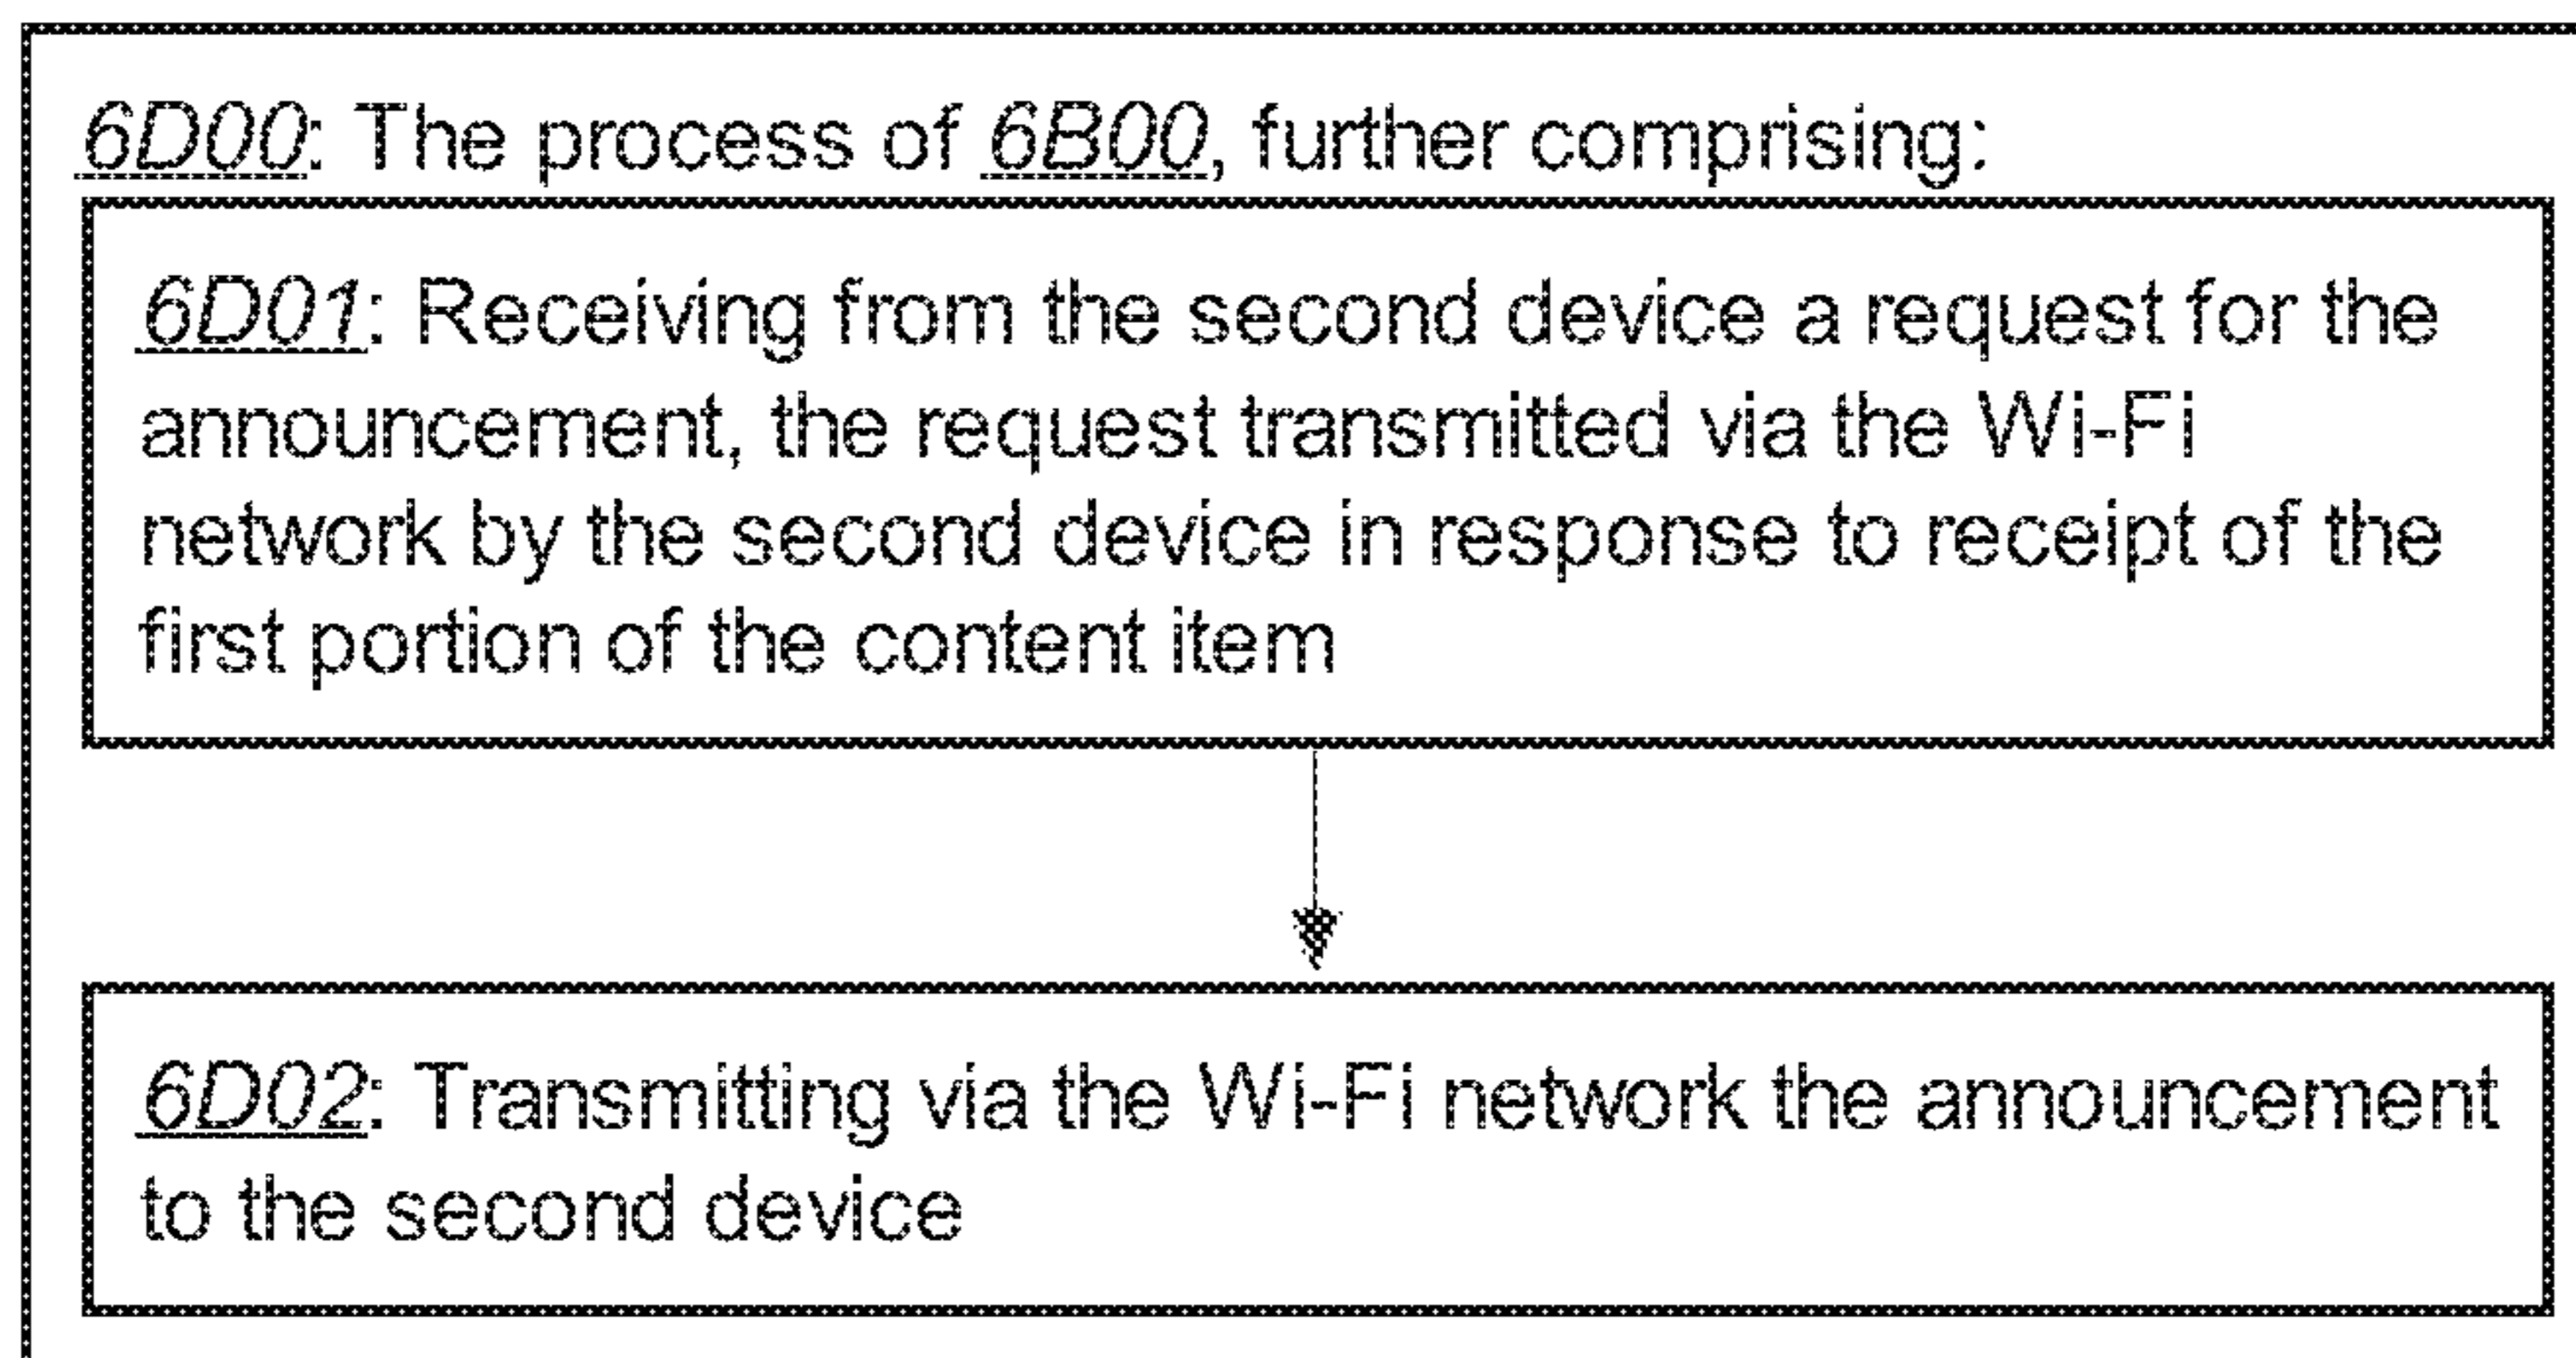 6D00: The process of 6B00, further comprising:
6D01: Receiving from the second device a request for the
announcement, the request transmitted via the Wi-Fi
network by the second device in response to receipt of the
first portion of the content item
6D02: Transmitting via the Wi-Fi network the announcement
to the second device